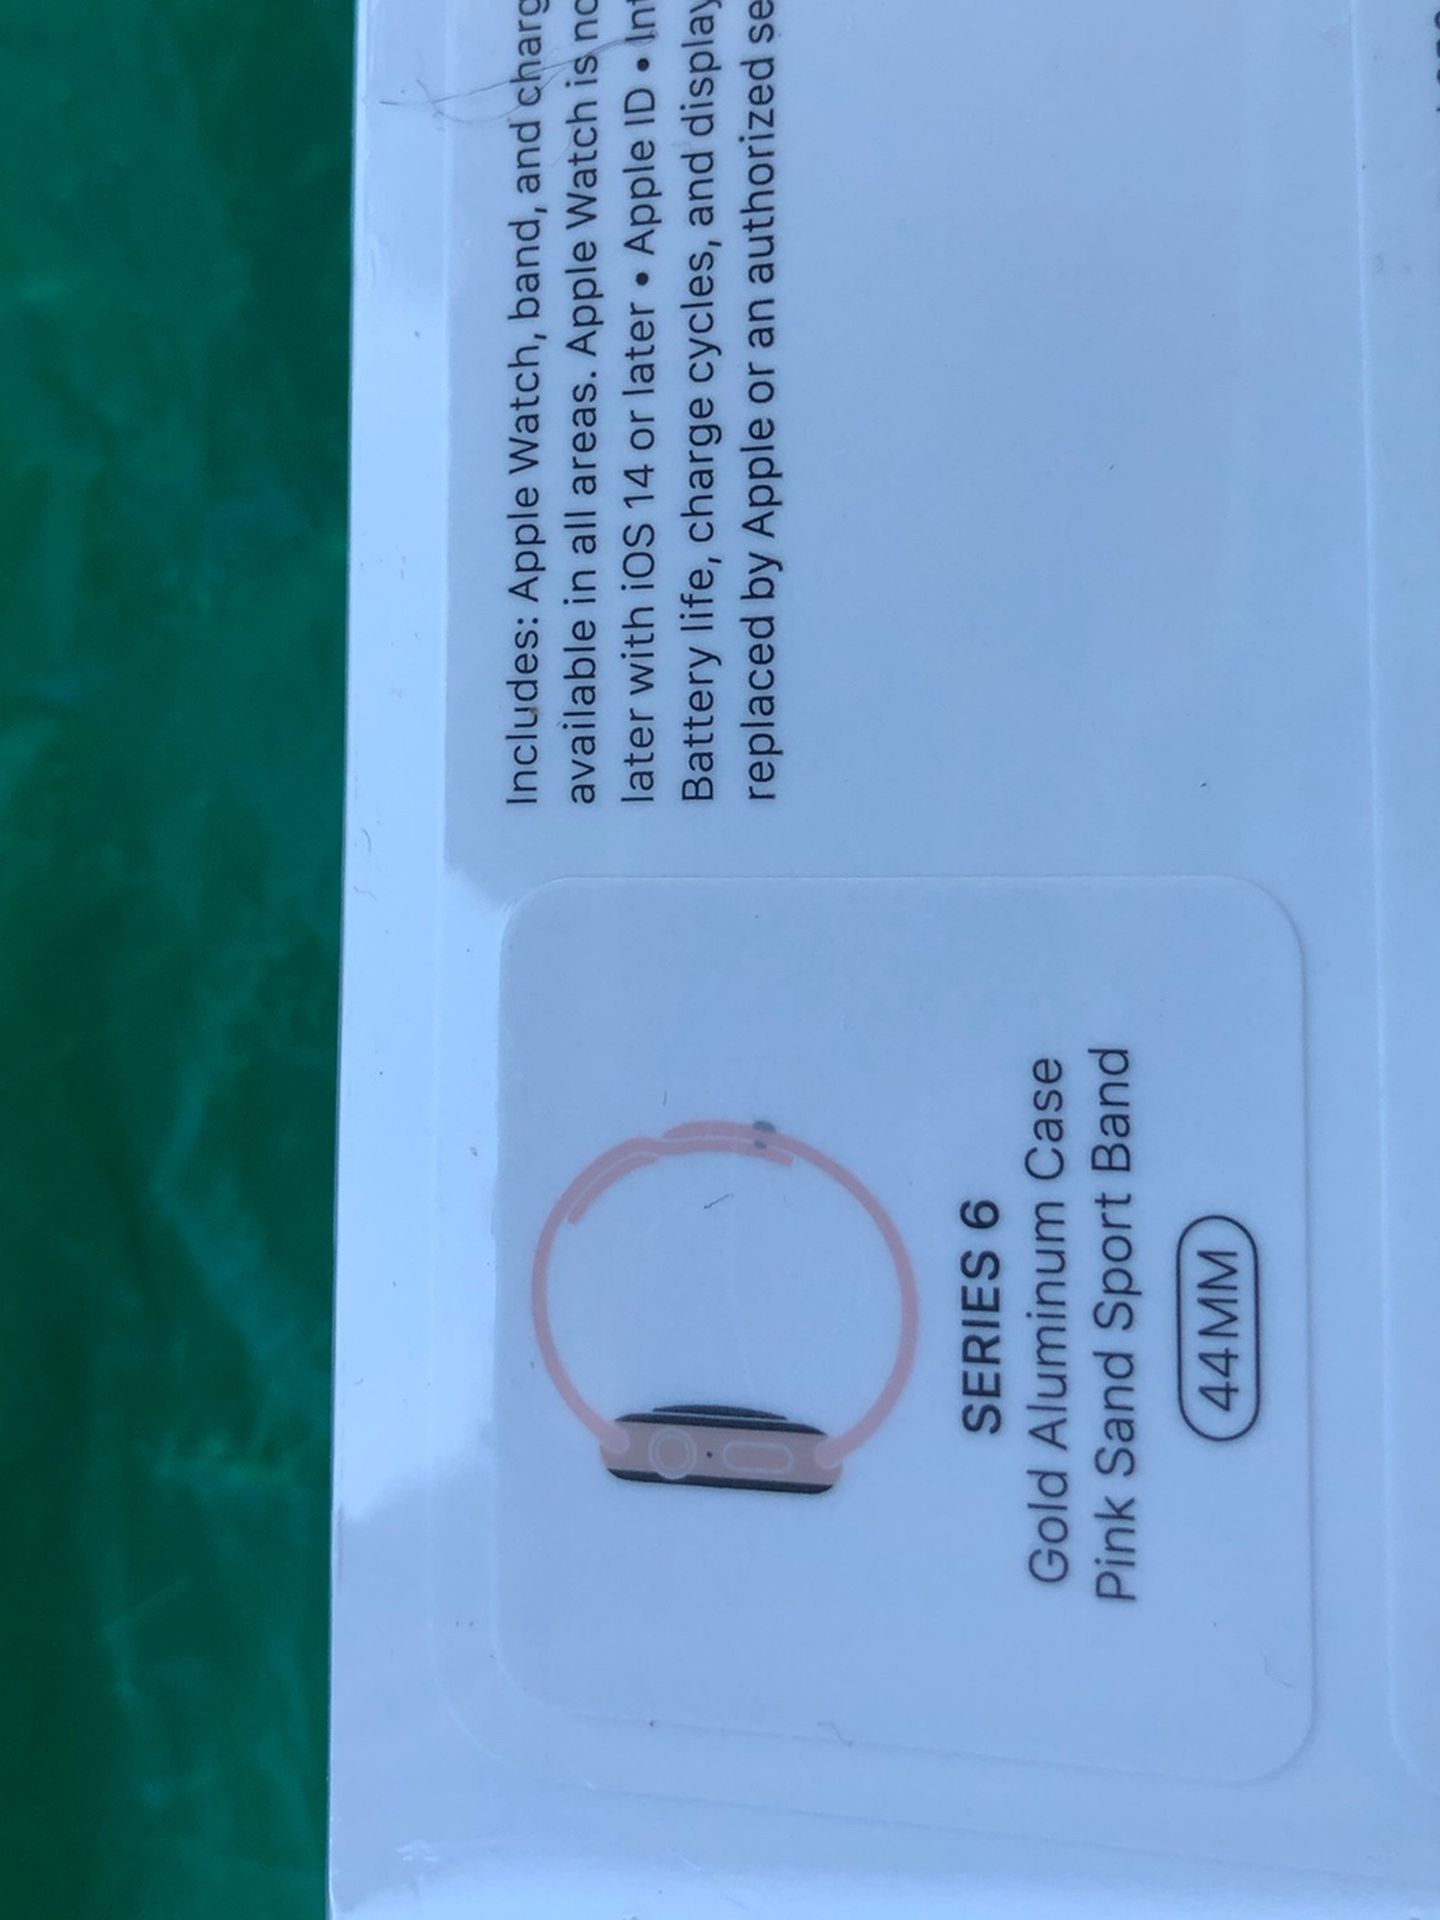 Includes: Apple Watch, band, and
available in all areas. Apple Watch is
later with iOS 14 or later • Apple ID •
Battery life, charge cycles, and display
replaced by Apple or an authorized
SERIES 6
Gold Aluminum Case
Pink Sand Sport Band
44MM